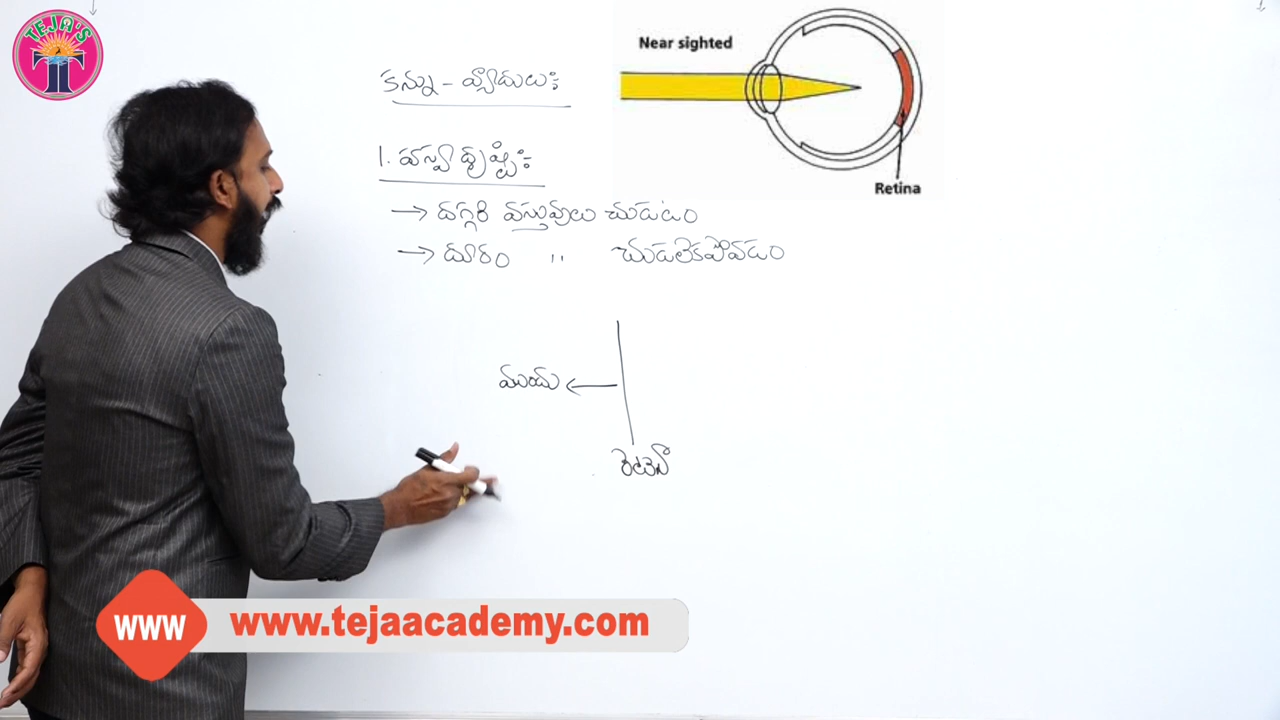 TEJA'S
Near sighted
కన్ను - వ్యాదులు :
1. హ్రస్వ దృష్టి :
→ దగ్గరి వస్తువులు చుడటం
→ దూరం " చుడలేకపోవడం
Retina
ముందు ←
రెటినా
WWW
www.tejaacademy.com